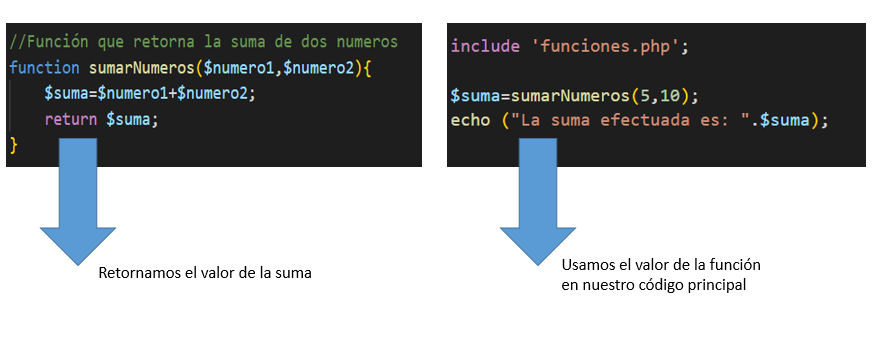 //Función que retorna la suma de dos numeros
function sumarNumeros($numero1,$numero2){
$suma=$numero1+$numero2;
return $suma;
}
Retornamos el valor de la suma
include 'funciones.php';
$suma=sumarNumeros(5,10);
echo ("La suma efectuada es: ".$suma);
Usamos el valor de la función
en nuestro código principal